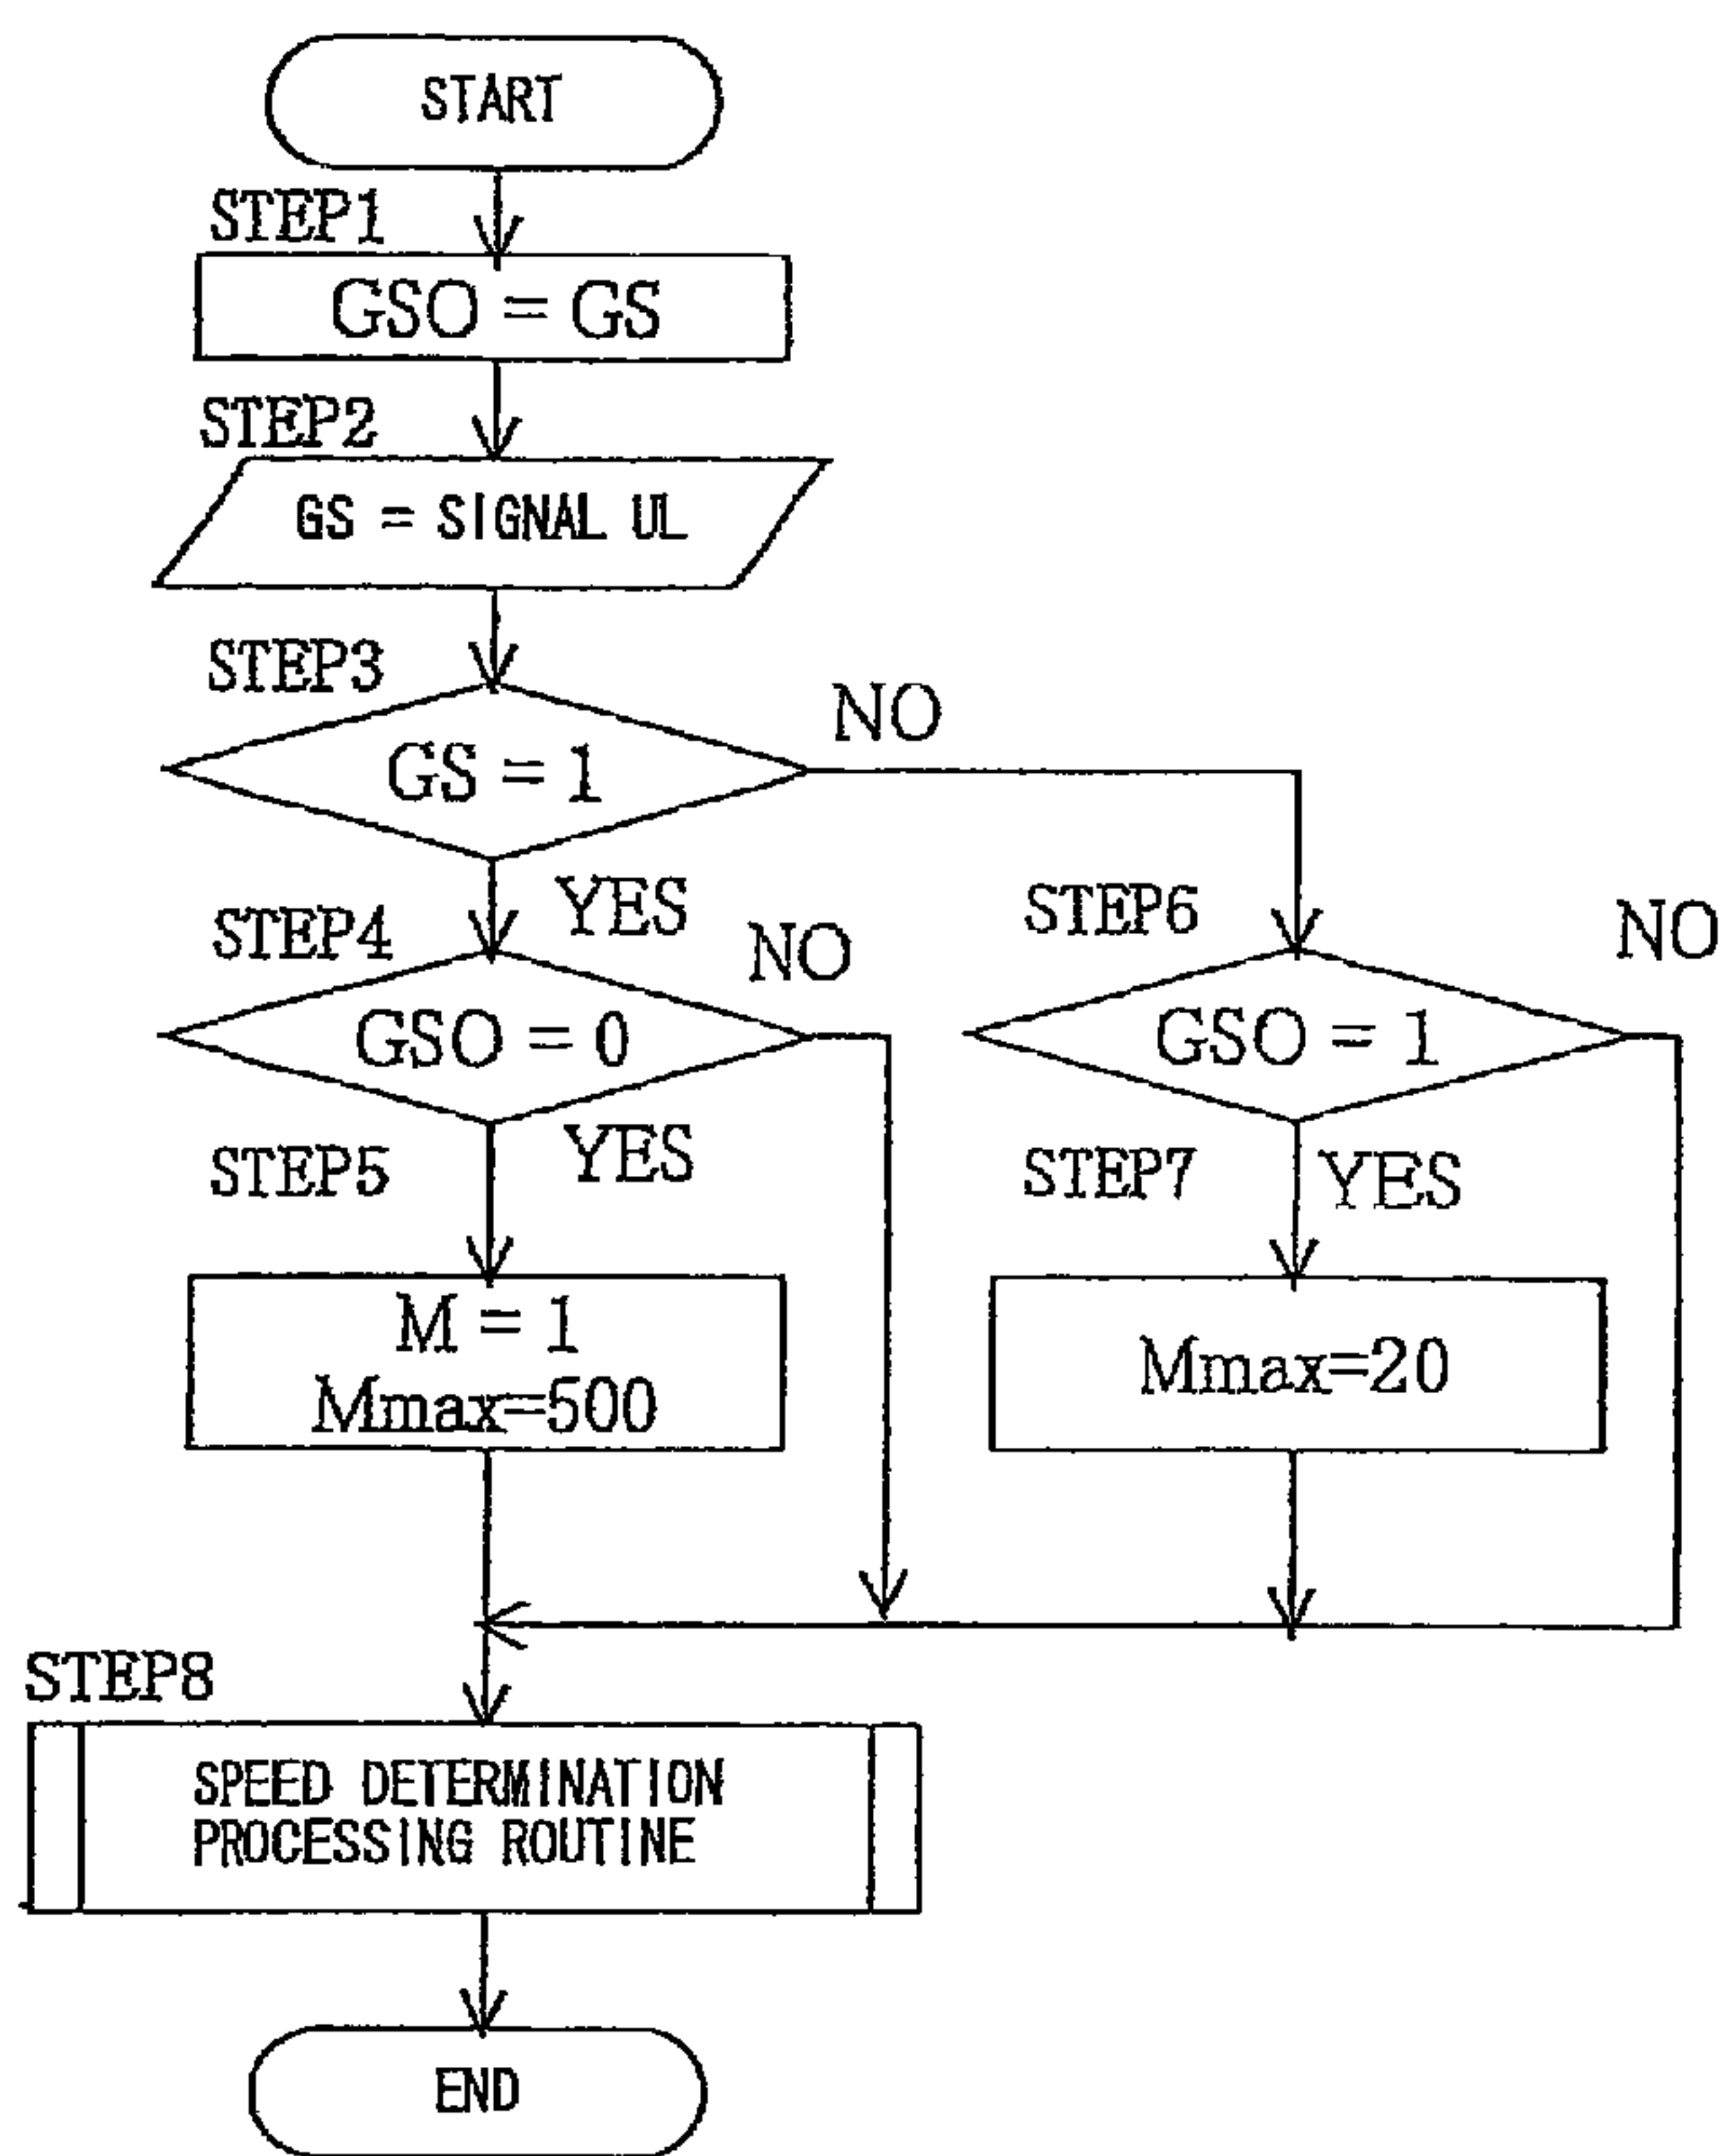 START
STEP1
GSO = GS
STEP2
GS = SIGNAL UL
STEP3
NO
GS = 1
YES
STEP4
NO
GSO = 0
STEP6
NO
GSO = 1
YES
STEP5
M = 1
Mmax=500
STEP7
YES
Mmax=20
STEP8
SPEED DETERMINATION
PROCESSING ROUTINE
END